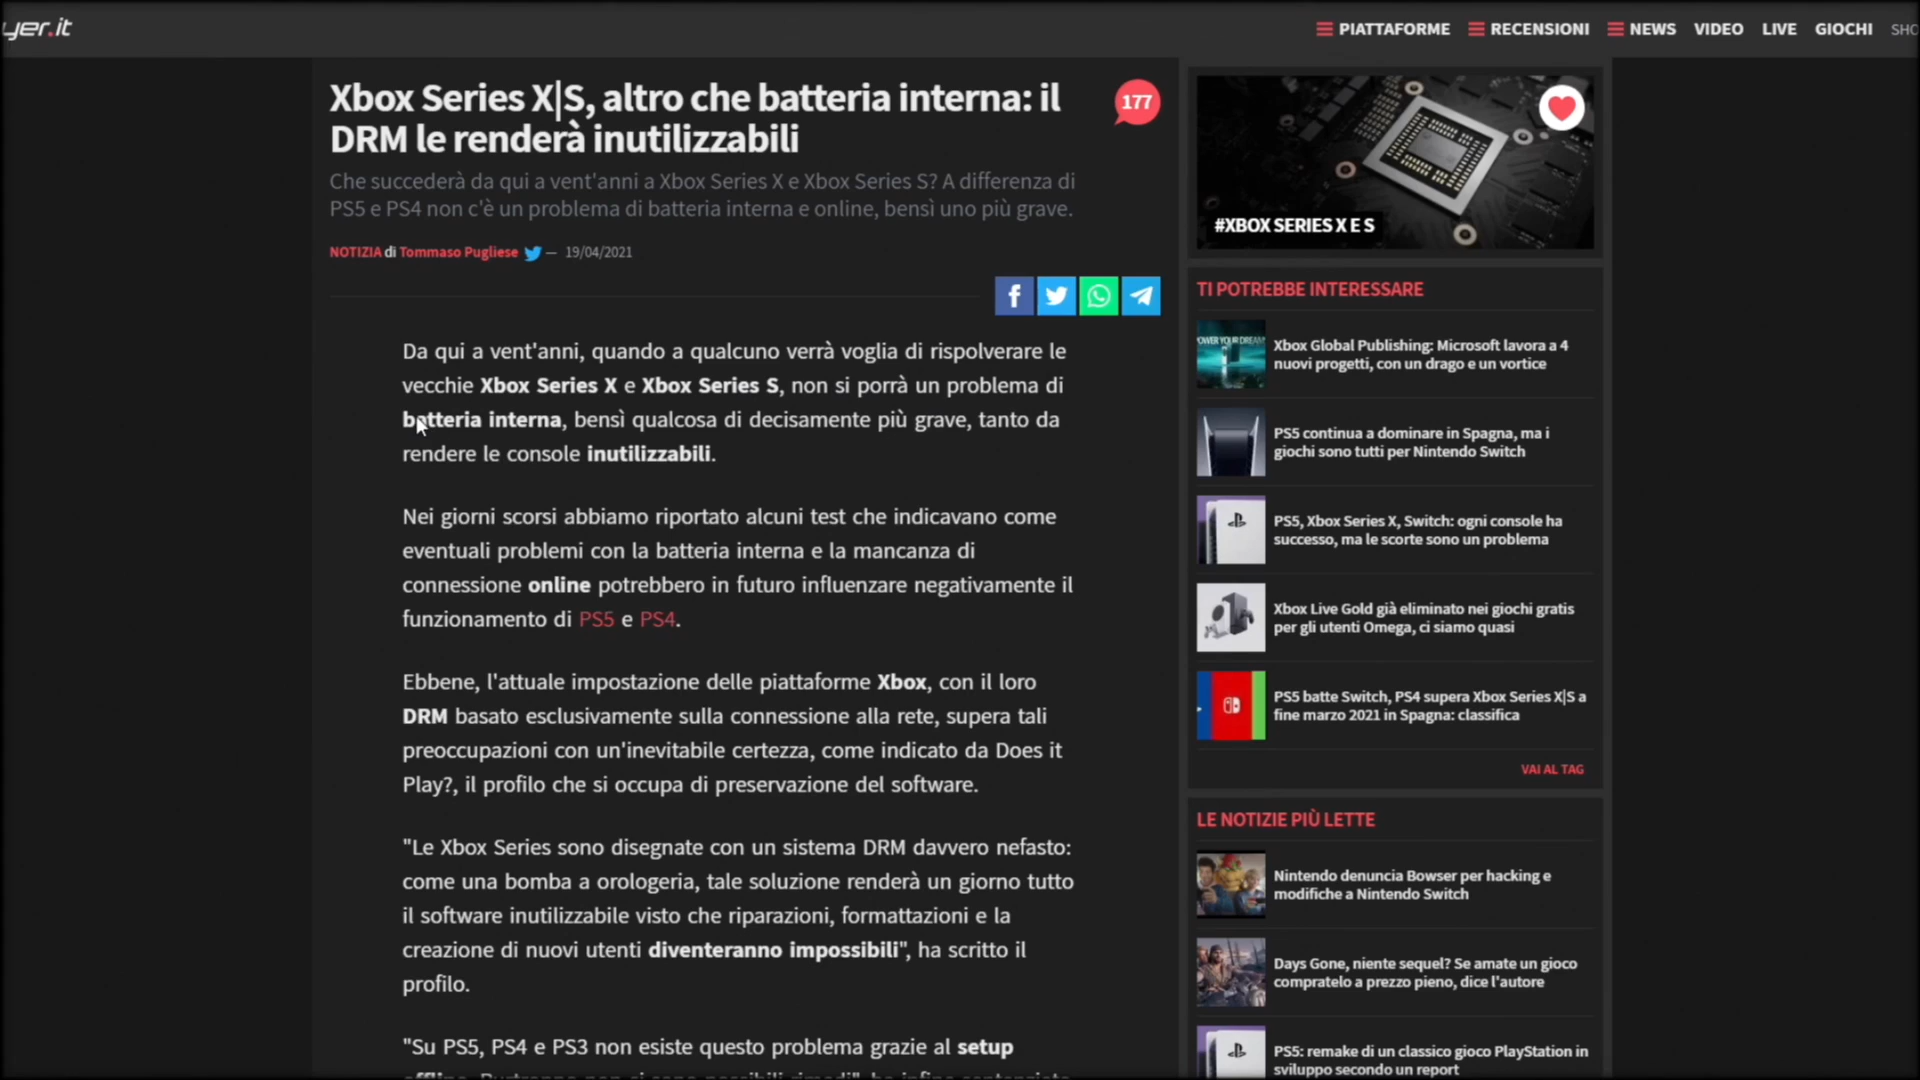 yer.it
PIATTAFORME
RECENSIONI
NEWS
VIDEO
LIVE
GIOCHI
SHO
Xbox Series X|S, altro che batteria interna: il
DRM le renderà inutilizzabili
177
Che succederà da qui a vent'anni a Xbox Series X e Xbox Series S? A differenza di
PS5 e PS4 non c'è un problema di batteria interna e online, bensì uno più grave.
NOTIZIA di Tommaso Pugliese — 19/04/2021
Da qui a vent'anni, quando a qualcuno verrà voglia di rispolverare le
vecchie Xbox Series X e Xbox Series S, non si porrà un problema di
batteria interna, bensì qualcosa di decisamente più grave, tanto da
rendere le console inutilizzabili.
Nei giorni scorsi abbiamo riportato alcuni test che indicavano come
eventuali problemi con la batteria interna e la mancanza di
connessione online potrebbero in futuro influenzare negativamente il
funzionamento di PS5 e PS4.
Ebbene, l'attuale impostazione delle piattaforme Xbox, con il loro
DRM basato esclusivamente sulla connessione alla rete, supera tali
preoccupazioni con un'inevitabile certezza, come indicato da Does it
Play?, il profilo che si occupa di preservazione del software.
"Le Xbox Series sono disegnate con un sistema DRM davvero nefasto:
come una bomba a orologeria, tale soluzione renderà un giorno tutto
il software inutilizzabile visto che riparazioni, formattazioni e la
creazione di nuovi utenti diventeranno impossibili", ha scritto il
profilo.
"Su PS5, PS4 e PS3 non esiste questo problema grazie al setup
#XBOX SERIES X E S
TI POTREBBE INTERESSARE
POWER YOUR DREAM
Xbox Global Publishing: Microsoft lavora a 4
nuovi progetti, con un drago e un vortice
PS5 continua a dominare in Spagna, ma i
giochi sono tutti per Nintendo Switch
PS5, Xbox Series X, Switch: ogni console ha
successo, ma le scorte sono un problema
Xbox Live Gold già eliminato nei giochi gratis
per gli utenti Omega, ci siamo quasi
PS5 batte Switch, PS4 supera Xbox Series X|S a
fine marzo 2021 in Spagna: classifica
VAI AL TAG
LE NOTIZIE PIÙ LETTE
Nintendo denuncia Bowser per hacking e
modifiche a Nintendo Switch
Days Gone, niente sequel? Se amate un gioco
compratelo a prezzo pieno, dice l'autore
PS5: remake di un classico gioco PlayStation in
sviluppo secondo un report